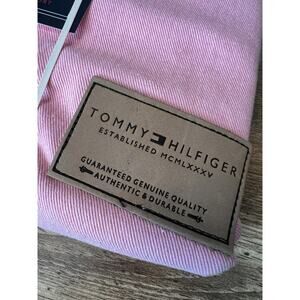 TOMMY HILFIGER
ESTABLISHED MCMLXXXV
GUARANTEED GENUINE QUALITY
AUTHENTIC & DURABLE